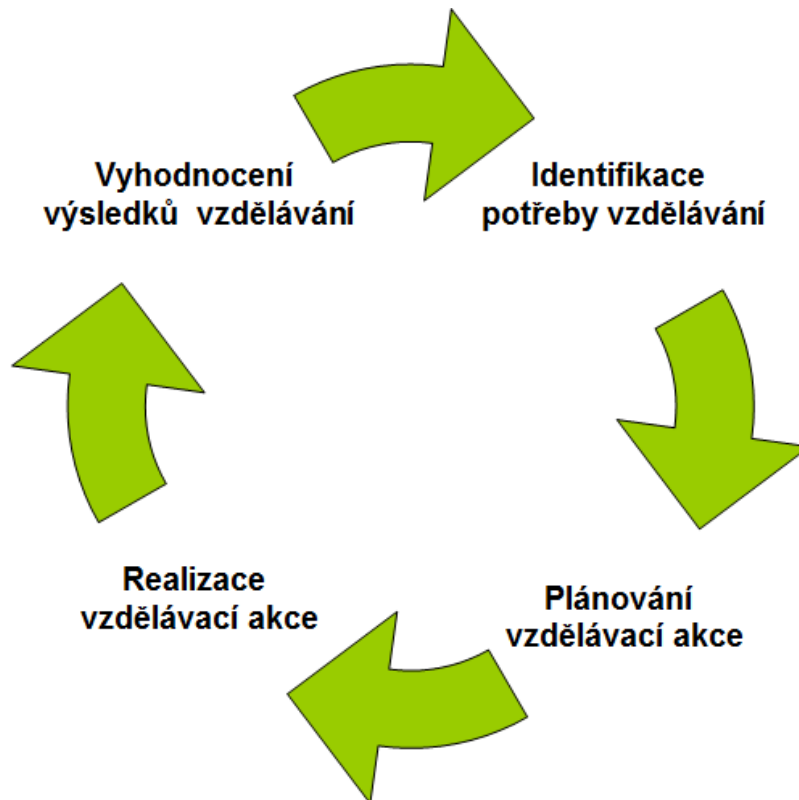 Vyhodnocení
výsledků  vzdělávání
Identifikace
potřeby vzdělávání
Realizace
vzdělávací akce
Plánování
vzdělávací akce